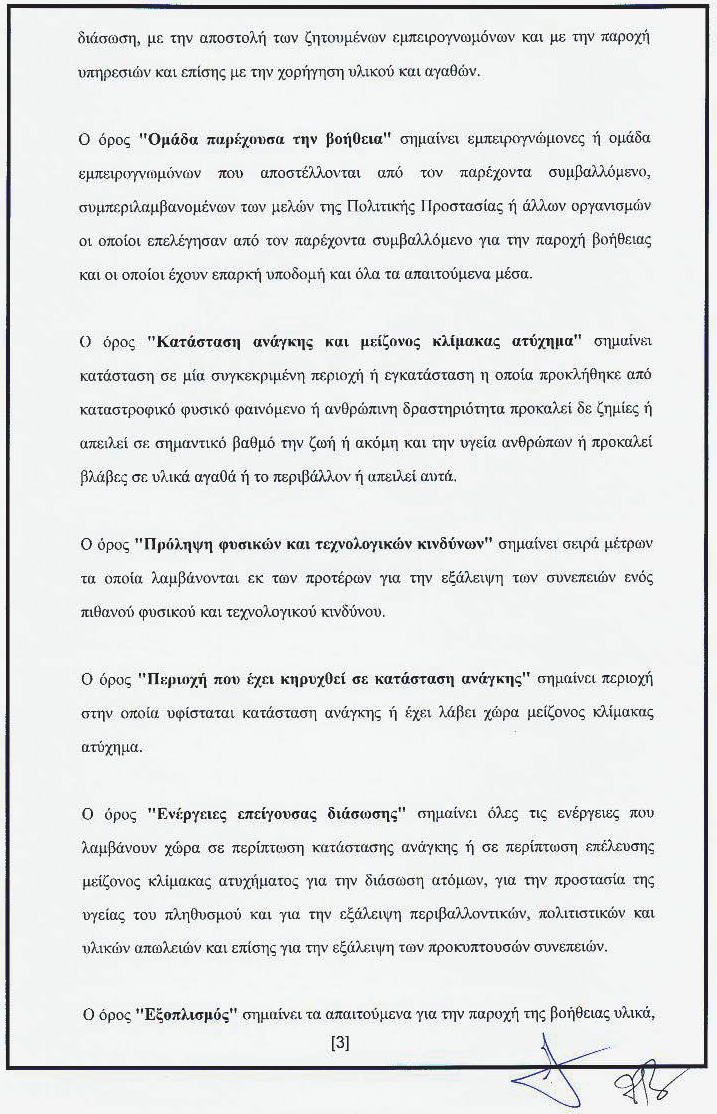 διάσωση, με την αποστολή των ζητουμένων εμπειρογνωμόνων και με την παροχή
υπηρεσιών και επίσης με την χορήγηση υλικού και αγαθών.
Ο όρος "Ομάδα παρέχουσα την βοήθεια" σημαίνει εμπειρογνώμονες ή ομάδα
εμπειρογνωμόνων που αποστέλλονται από τον παρέχοντα συμβαλλόμενο,
συμπεριλαμβανομένων των μελών της Πολιτικής Προστασίας ή άλλων οργανισμών
οι οποίοι επελέγησαν από τον παρέχοντα συμβαλλόμενο για την παροχή βοήθειας
και οι οποίοι έχουν επαρκή υποδομή και όλα τα απαιτούμενα μέσα.
Ο όρος "Κατάσταση ανάγκης και μείζονος κλίμακας ατύχημα" σημαίνει
κατάσταση σε μία συγκεκριμένη περιοχή ή εγκατάσταση η οποία προκλήθηκε από
καταστροφικό φυσικό φαινόμενο ή ανθρώπινη δραστηριότητα προκαλεί δε ζημίες ή
απειλεί σε σημαντικό βαθμό την ζωή ή ακόμη και την υγεία ανθρώπων ή προκαλεί
βλάβες σε υλικά αγαθά ή το περιβάλλον ή απειλεί αυτά.
Ο όρος "Πρόληψη φυσικών και τεχνολογικών κινδύνων" σημαίνει σειρά μέτρων
τα οποία λαμβάνονται εκ των προτέρων για την εξάλειψη των συνεπειών ενός
πιθανού φυσικού και τεχνολογικού κινδύνου.
Ο όρος "Περιοχή που έχει κηρυχθεί σε κατάσταση ανάγκης" σημαίνει περιοχή
στην οποία υφίσταται κατάσταση ανάγκης ή έχει λάβει χώρα μείζονος κλίμακας
ατύχημα.
Ο όρος "Ενέργειες επείγουσας διάσωσης" σημαίνει όλες τις ενέργειες που
λαμβάνουν χώρα σε περίπτωση κατάστασης ανάγκης ή σε περίπτωση επέλευσης
μείζονος κλίμακας ατυχήματος για την διάσωση ατόμων, για την προστασία της
υγείας του πληθυσμού και για την εξάλειψη περιβαλλοντικών, πολιτιστικών και
υλικών απωλειών και επίσης για την εξάλειψη των προκυπτουσών συνεπειών.
Ο όρος "Εξοπλισμός" σημαίνει τα απαιτούμενα για την παροχή της βοήθειας υλικά,
[3]